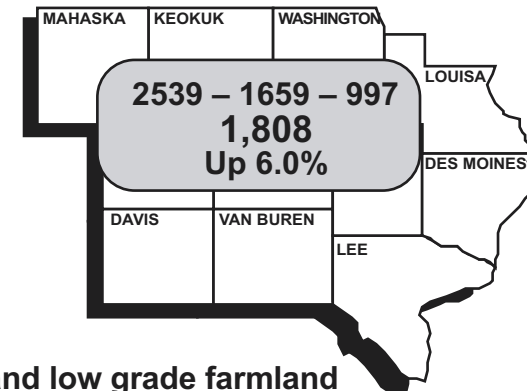 MAHASKA KEOKUK WASHINGTON
LOUISA
2539 – 1659 – 997
1,808
Up 6.0%
DES MOINES
DAVIS VAN BUREN
LEE
and low grade farmland